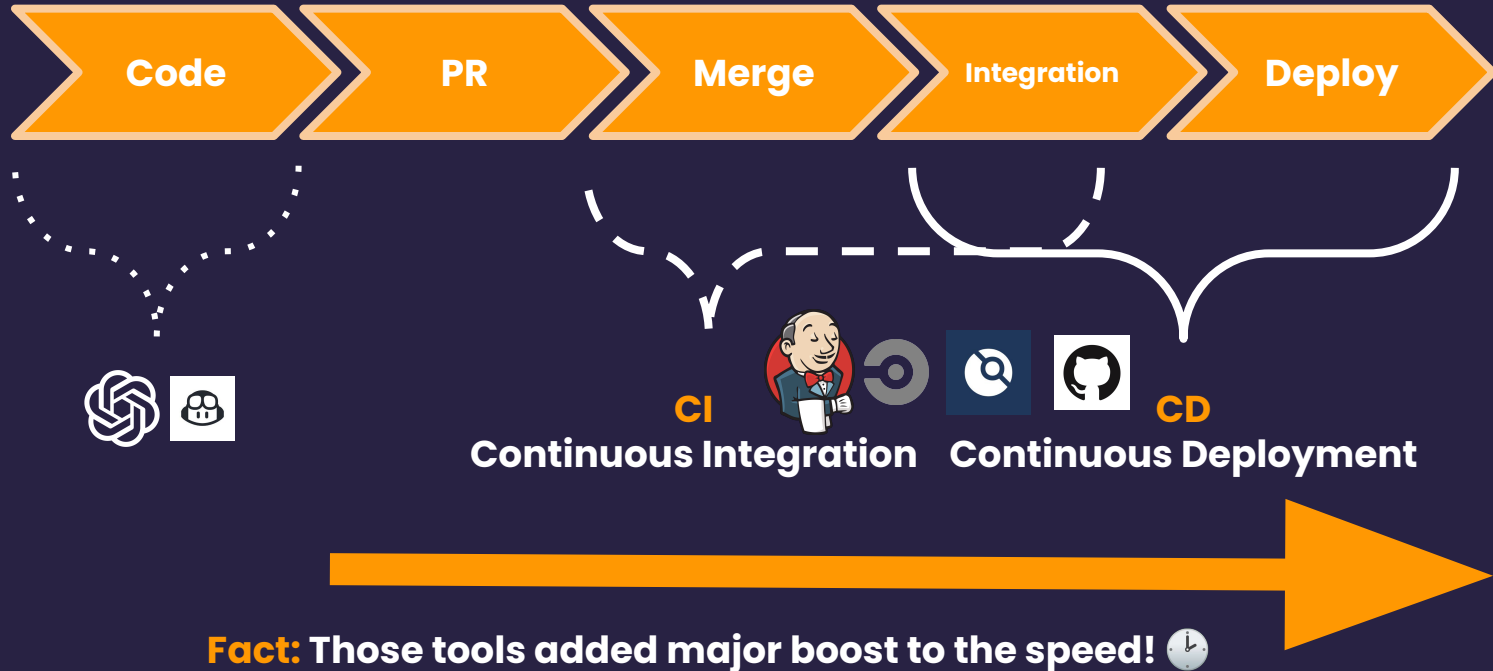 Code
PR
Merge
Integration
Deploy
CI
CD
Continuous Integration
Continuous Deployment
Fact: Those tools added major boost to the speed! 🕑